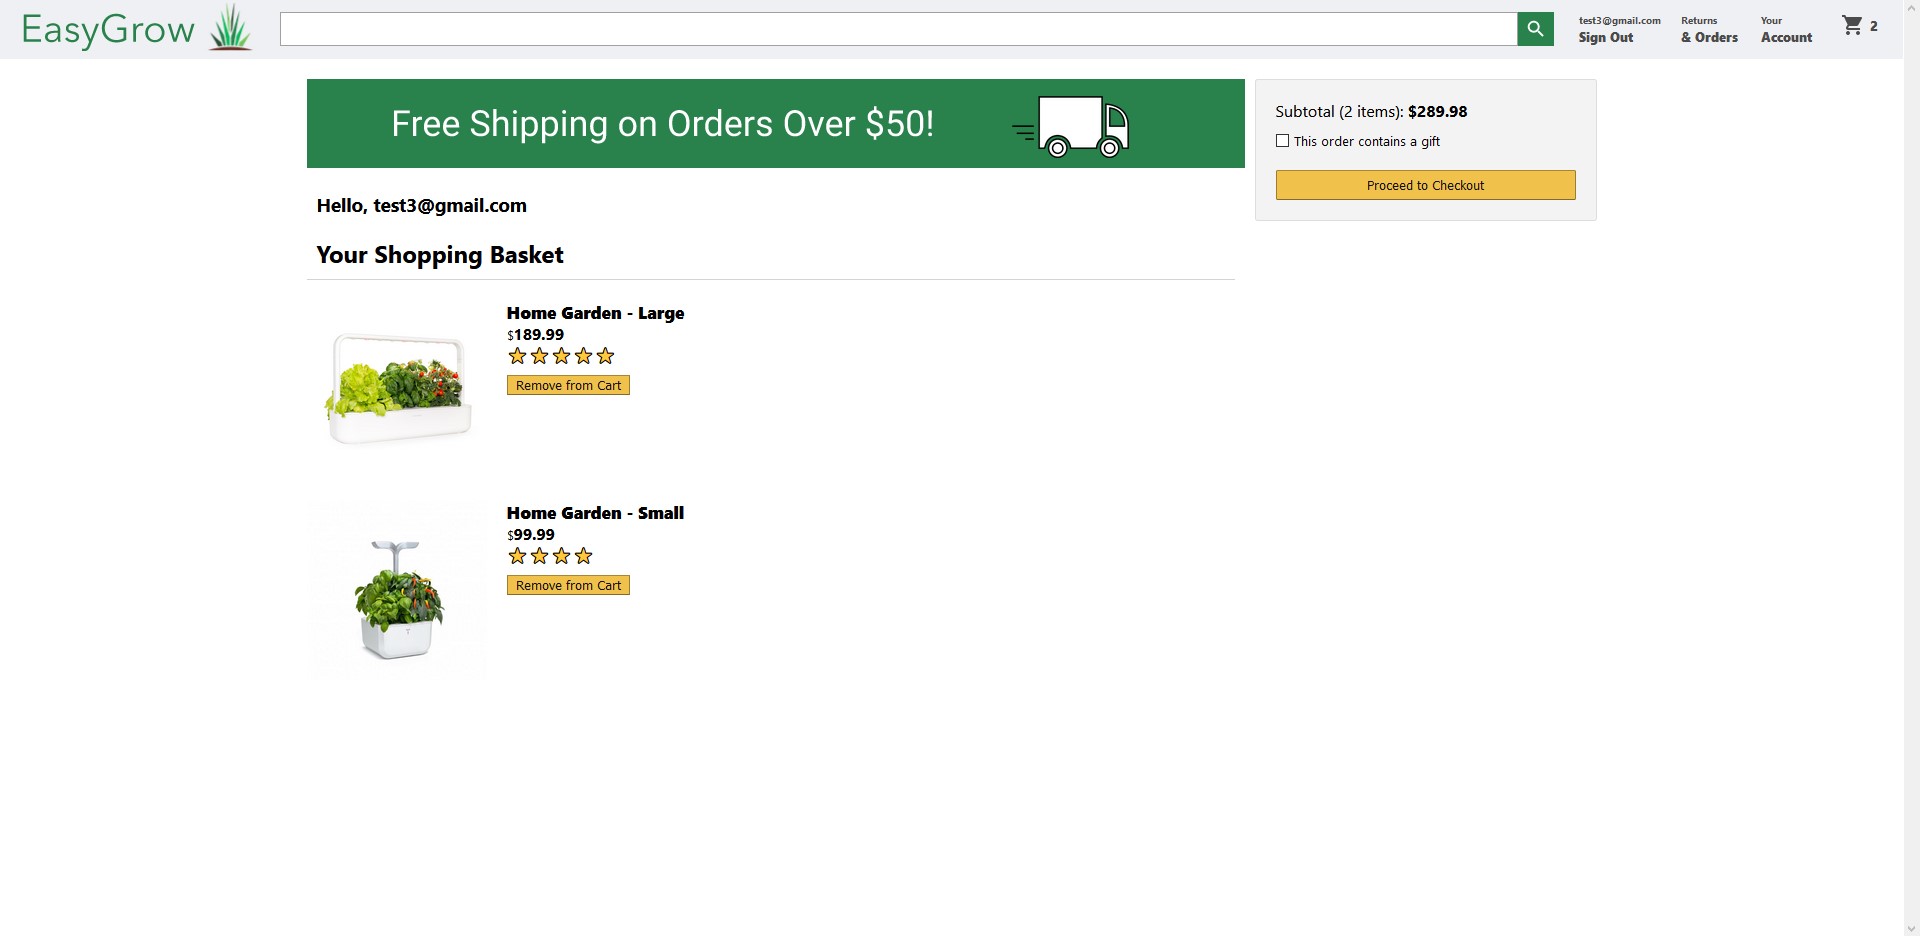 EasyGrow
test3@gmail.com
Sign Out
Returns
& Orders
Your
Account
2
Free Shipping on Orders Over $50!
Subtotal (2 items): $289.98
This order contains a gift
Proceed to Checkout
Hello, test3@gmail.com
Your Shopping Basket
Home Garden - Large
$189.99
Remove from Cart
Home Garden - Small
$99.99
Remove from Cart